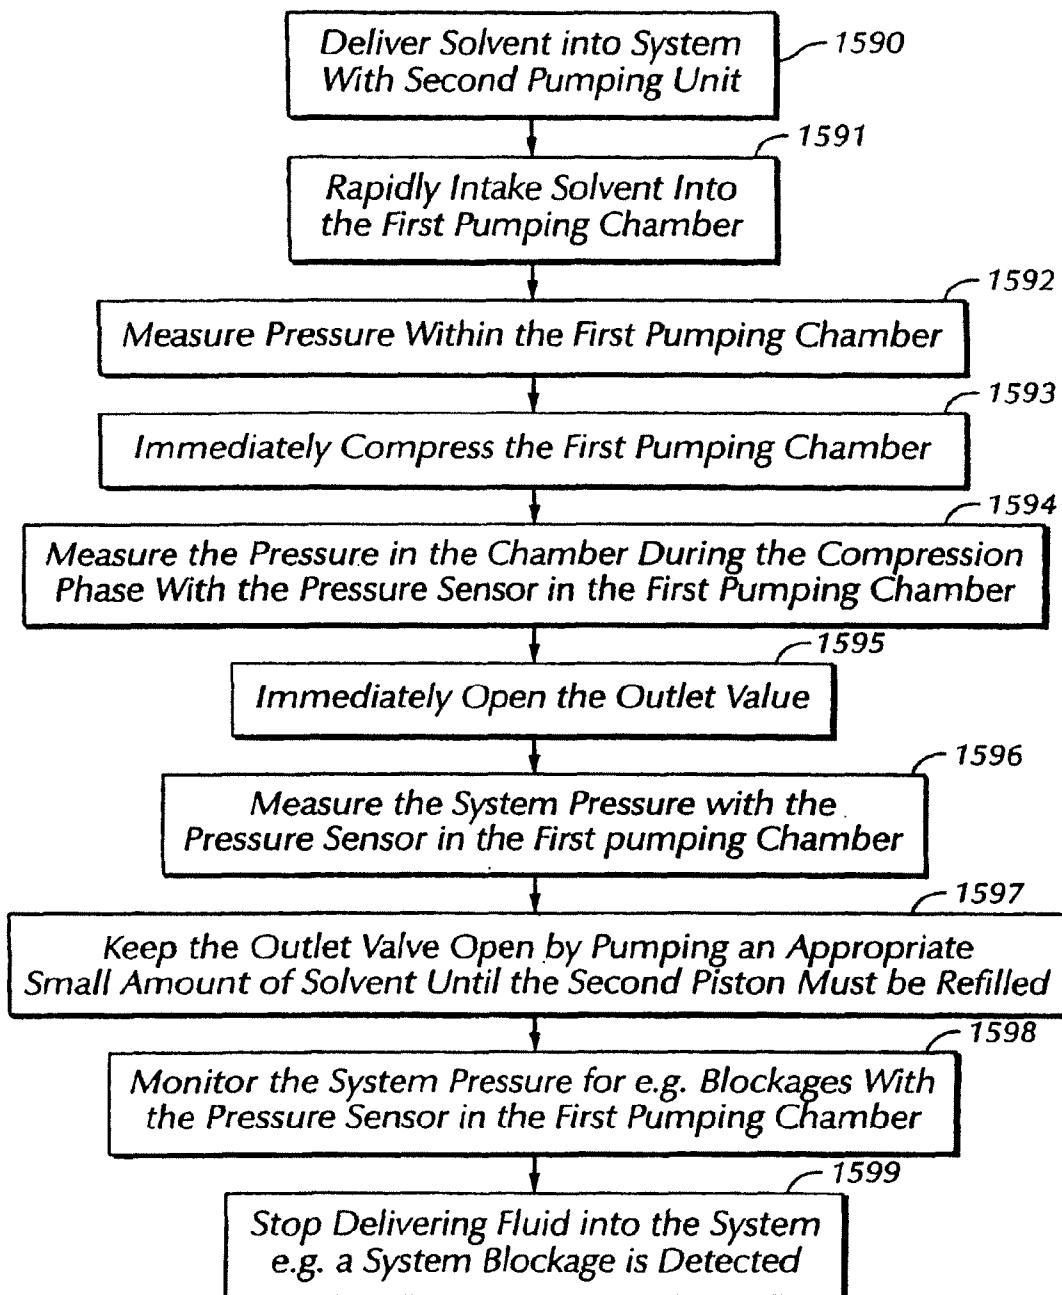 Deliver Solvent into System
With Second Pumping Unit
1590
Rapidly Intake Solvent Into
the First Pumping Chamber
1591
Measure Pressure Within the First Pumping Chamber
1592
Immediately Compress the First Pumping Chamber
1593
Measure the Pressure in the Chamber During the Compression
Phase With the Pressure Sensor in the First Pumping Chamber
1594
Immediately Open the Outlet Value
1595
Measure the System Pressure with the
Pressure Sensor in the First pumping Chamber
1596
Keep the Outlet Valve Open by Pumping an Appropriate
Small Amount of Solvent Until the Second Piston Must be Refilled
1597
Monitor the System Pressure for e.g. Blockages With
the Pressure Sensor in the First Pumping Chamber
1598
Stop Delivering Fluid into the System
e.g. a System Blockage is Detected
1599